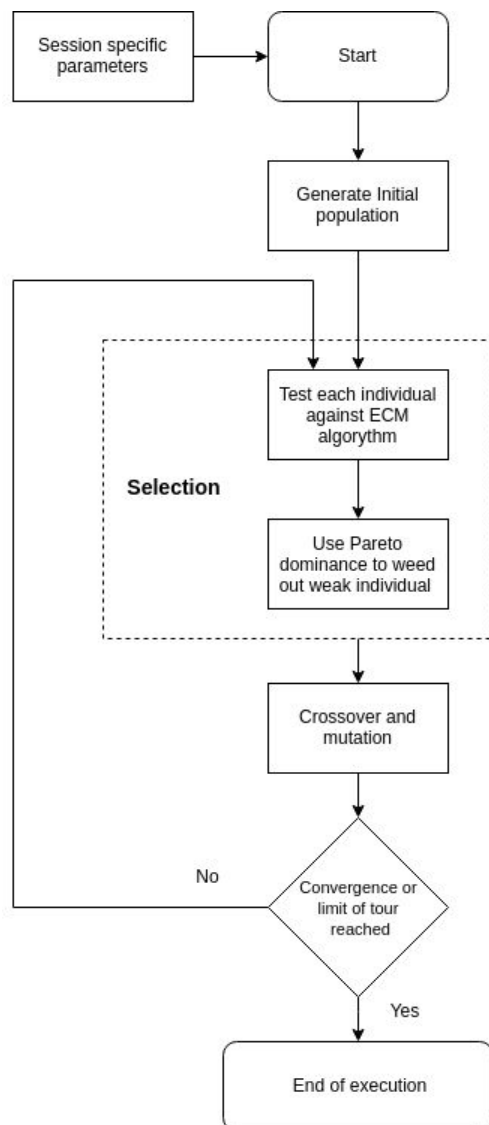 Session specific
parameters
Start
Generate Initial
population
Test each individual
against ECM
algorythm
Selection
Use Pareto
dominance to weed
out weak individual
Crossover and
mutation
No
Convergence or
limit of tour
reached
Yes
End of execution